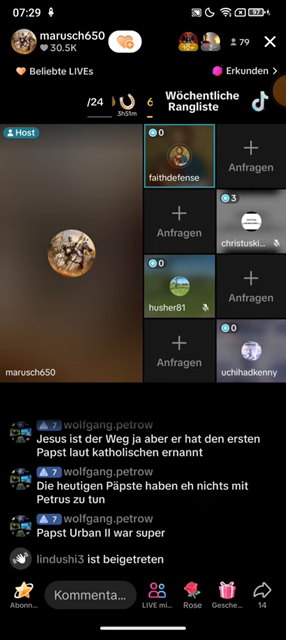 07:29
97
marusch650
30.5K
10+
3
79
Beliebte LIVEs
Erkunden >
/24
3h51m
6
Wöchentliche
Rangliste
Host
0
faithdefense
Anfragen
Anfragen
3
christuski...
0
husher81
Anfragen
Anfragen
0
uchihadkenny
marusch650
7 wolfgang.petrow
Jesus ist der Weg ja aber er hat den ersten
Papst laut katholischen ernannt
7 wolfgang.petrow
Die heutigen Päpste haben eh nichts mit
Petrus zu tun
7 wolfgang.petrow
Papst Urban II war super
lindushi3 ist beigetreten
Kommenta...
Abonn...
LIVE mi...
Rose
Gesche...
14